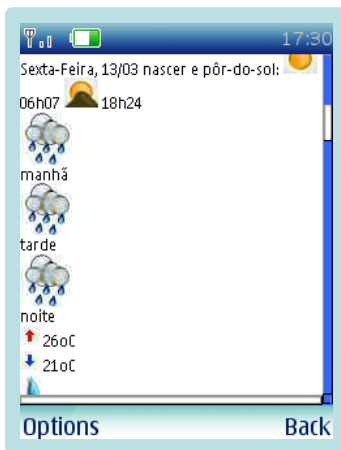 17:30
Sexta-Feira, 13/03 nascer e pôr-do-sol:
06h07 18h24
manhã
tarde
noite
26oC
21oC
Options Back